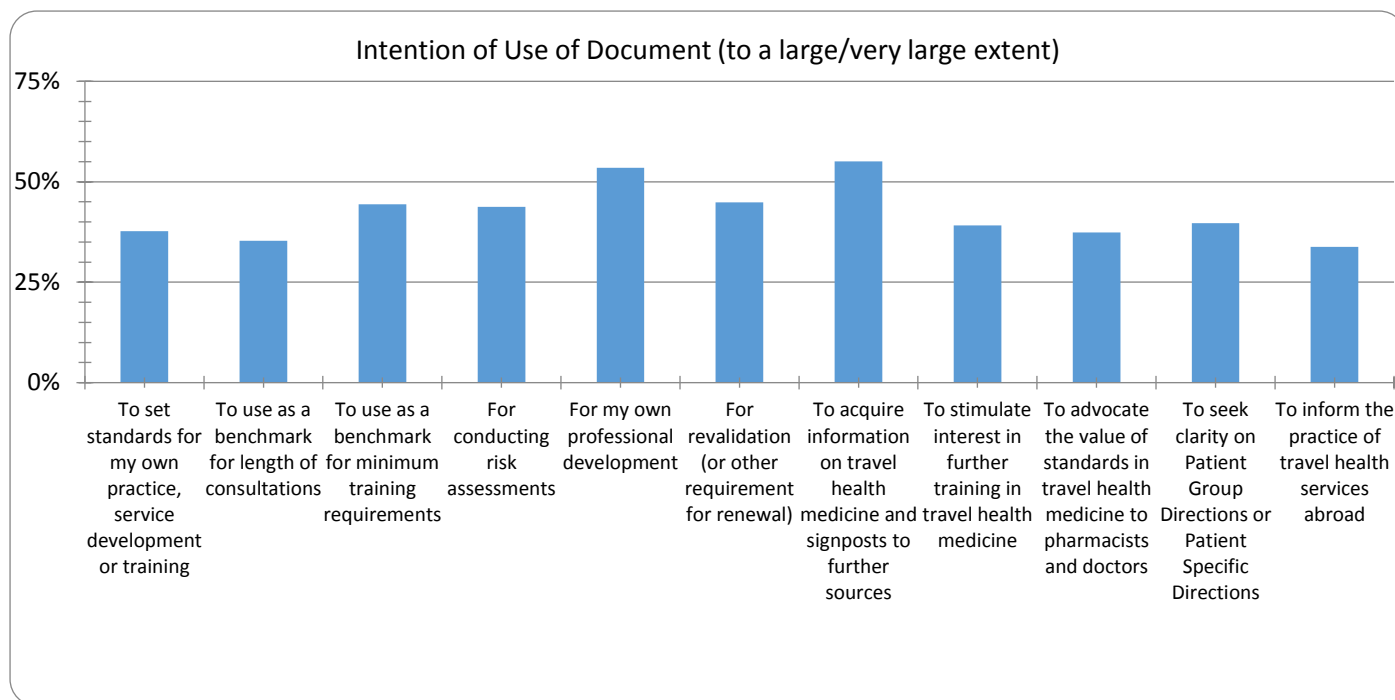 Intention of Use of Document (to a large/very large extent)
75%
50%
25%
0%
To set
standards for
my own
practice,
service
development
or training
To use as a
benchmark
for length of
consultations
To use as a
benchmark
for minimum
training
requirements
For
conducting
risk
assessments
For my own
professional
development
For
revalidation
(or other
requirement
for renewal)
To acquire
information
on travel
health
medicine and
signposts to
further
sources
To stimulate
interest in
further
training in
travel health
medicine
To advocate
the value of
standards in
travel health
medicine to
pharmacists
and doctors
To seek
clarity on
Patient
Group
Directions or
Patient
Specific
Directions
To inform the
practice of
travel health
services
abroad